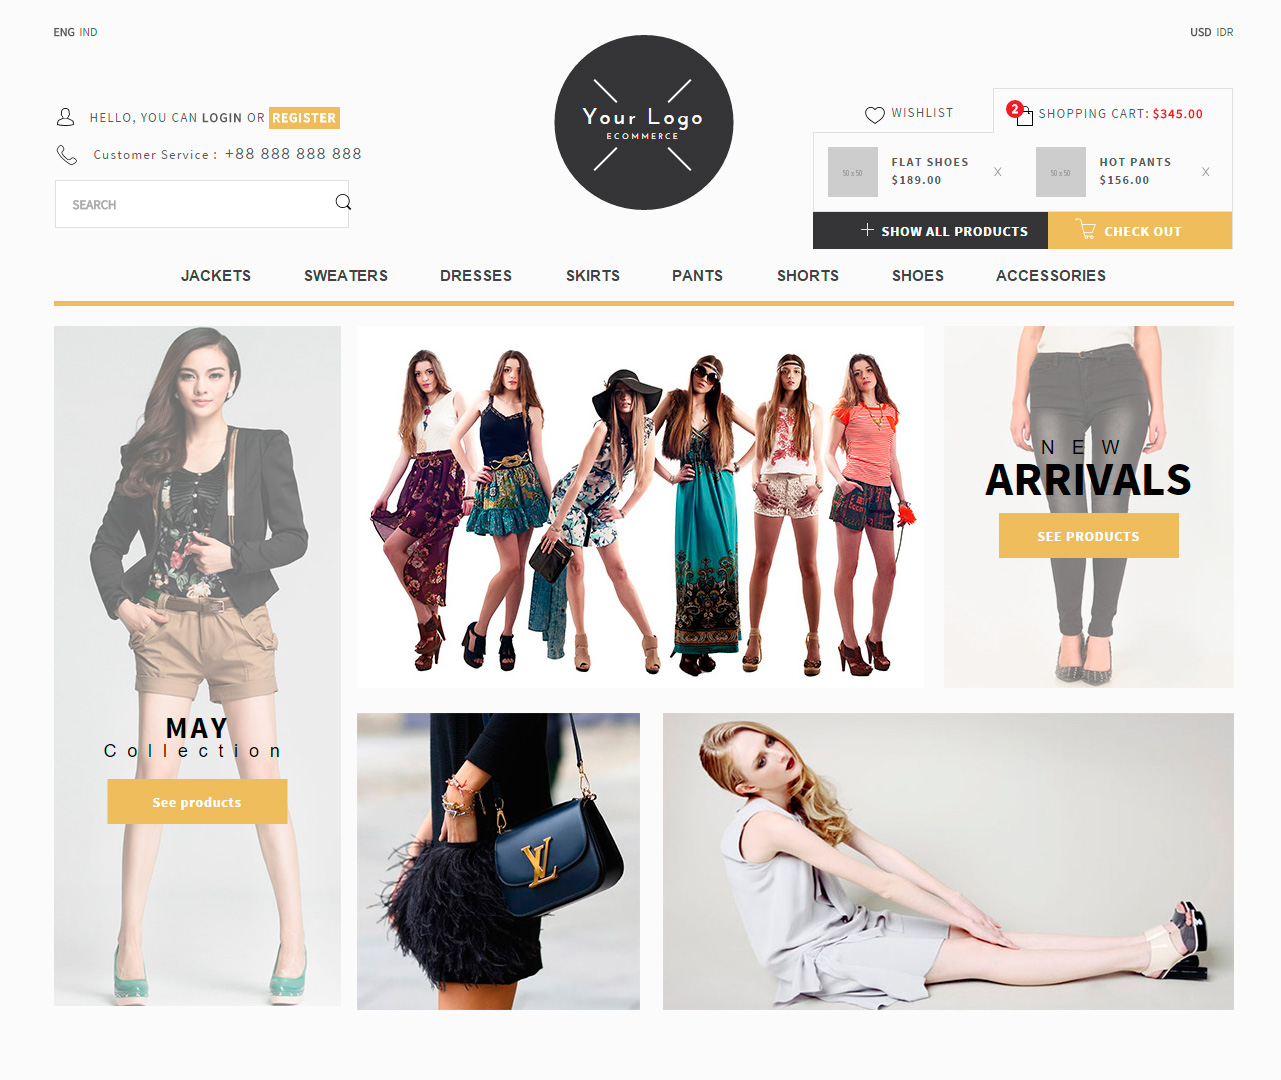 ENG IND
USD IDR
HELLO, YOU CAN LOGIN OR REGISTER
Customer Service : +88 888 888 888
SEARCH
Your Logo
ECOMMERCE
WISHLIST
2 SHOPPING CART: $345.00
50 x 50
FLAT SHOES
$189.00
X
50 x 50
HOT PANTS
$156.00
X
SHOW ALL PRODUCTS
CHECK OUT
JACKETS SWEATERS DRESSES SKIRTS PANTS SHORTS SHOES ACCESSORIES
NEW
ARRIVALS
SEE PRODUCTS
MAY
Collection
See products
LV